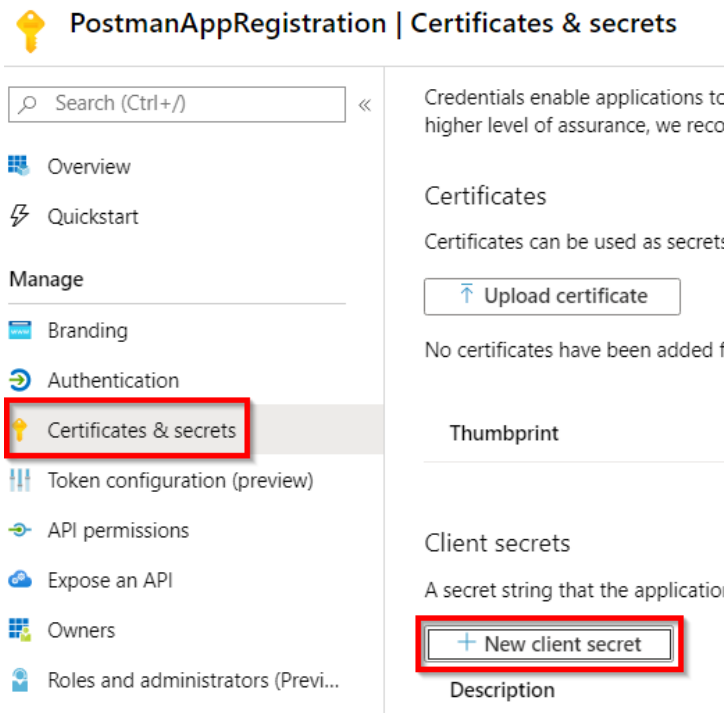 PostmanAppRegistration | Certificates & secrets
Search (Ctrl+/)
«
Overview
Quickstart
Manage
Branding
Authentication
Certificates & secrets
Token configuration (preview)
API permissions
Expose an API
Owners
Roles and administrators (Previ...
Credentials enable applications to
higher level of assurance, we reco
Certificates
Certificates can be used as secrets
Upload certificate
No certificates have been added f
Thumbprint
Client secrets
A secret string that the application
+ New client secret
Description